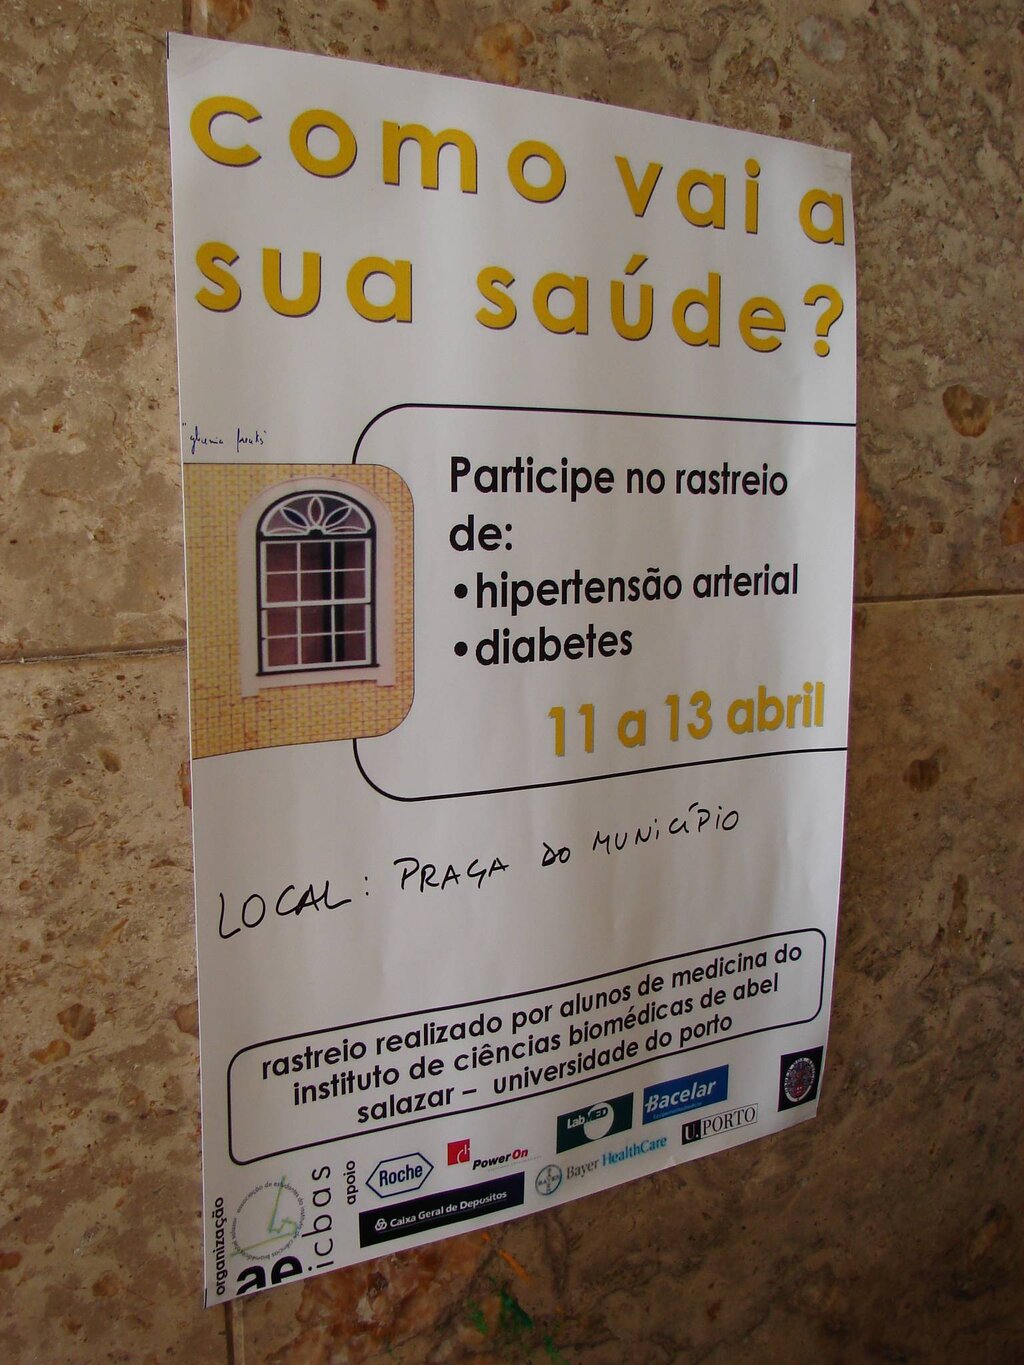 como vai a
sua saúde?
Participe no rastreio
de:
•hipertensão arterial
•diabetes
11 a 13 abril
LOCAL: PRAÇA DO MUNICÍPIO
rastreio realizado por alunos de medicina do
instituto de ciências biomédicas de abel
salazar – universidade do porto
organização
aeicbas
apoio
Roche
PowerOn
LabMED
Bacelar
Caixa Geral de Depositos
BAYER
Bayer HealthCare
U.PORTO